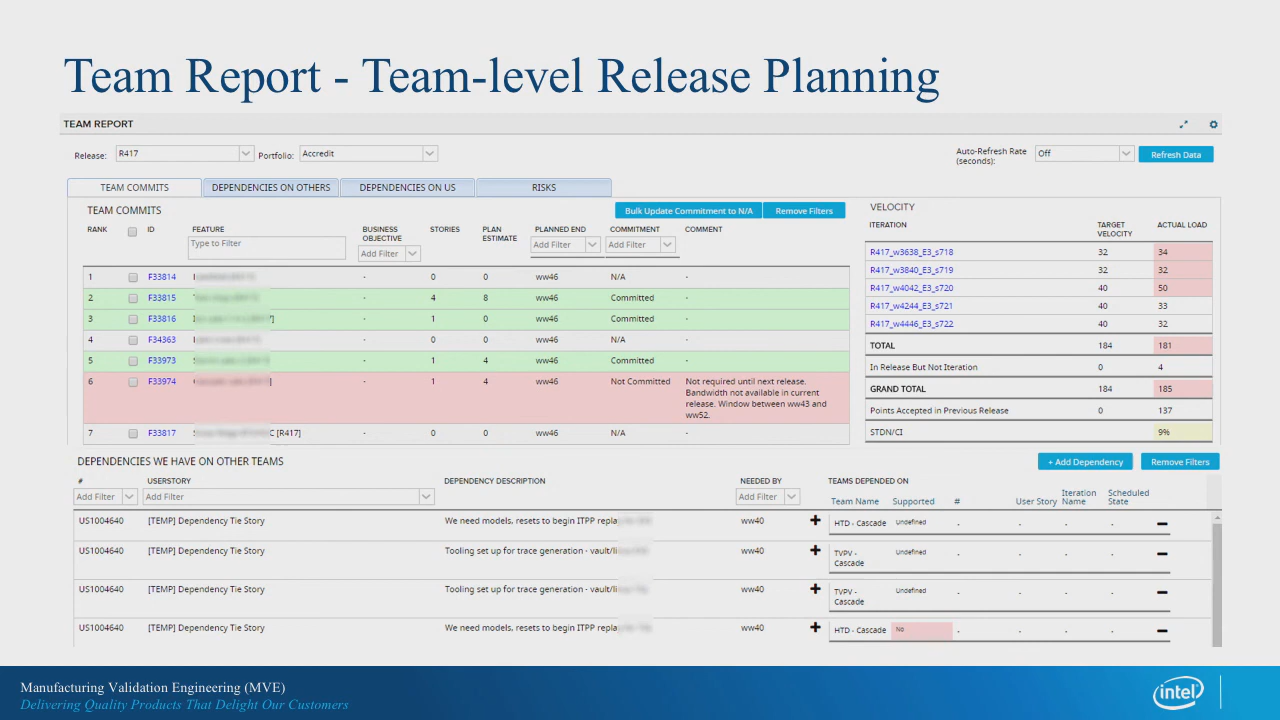 Team Report - Team-level Release Planning
TEAM REPORT
Release: R417 Portfolio: Accredit Auto-Refresh Rate (seconds): Off Refresh Data
TEAM COMMITS DEPENDENCIES ON OTHERS DEPENDENCIES ON US RISKS
TEAM COMMITS Bulk Update Commitment to N/A Remove Filters
RANK ID FEATURE BUSINESS OBJECTIVE STORIES PLAN ESTIMATE PLANNED END COMMITMENT COMMENT
Type to Filter Add Filter Add Filter Add Filter
1 F33814 - 0 0 ww46 N/A -
2 F33815 - 4 8 ww46 Committed -
3 F33816 - 1 0 ww46 Committed -
4 F34363 - 0 0 ww46 N/A -
5 F33973 - 1 4 ww46 Committed -
6 F33974 - 1 4 ww46 Not Committed Not required until next release.
Bandwidth not available in current
release. Window between ww43 and
ww52.
7 F33817 [R417] - 0 0 ww46 N/A -
VELOCITY
ITERATION TARGET VELOCITY ACTUAL LOAD
R417_w3638_E3_s718 32 34
R417_w3840_E3_s719 32 32
R417_w4042_E3_s720 40 50
R417_w4244_E3_s721 40 33
R417_w4446_E3_s722 40 32
TOTAL 184 181
In Release But Not Iteration 0 4
GRAND TOTAL 184 185
Points Accepted in Previous Release 0 137
STDN/CI 9%
DEPENDENCIES WE HAVE ON OTHER TEAMS + Add Dependency Remove Filters
# USERSTORY DEPENDENCY DESCRIPTION NEEDED BY TEAMS DEPENDED ON
Add Filter Add Filter Add Filter Team Name Supported # User Story Iteration Name Scheduled State
US1004640 [TEMP] Dependency Tie Story We need models, resets to begin ITPP ww40 + HTD - Cascade Undefined - - - -
US1004640 [TEMP] Dependency Tie Story Tooling set up for trace generation - ww40 + TVPV - Cascade Undefined - - - -
US1004640 [TEMP] Dependency Tie Story Tooling set up for trace generation - ww40 + TVPV - Cascade Undefined - - - -
US1004640 [TEMP] Dependency Tie Story We need models, resets to begin ITPP ww40 + HTD - Cascade No - - - -
Manufacturing Validation Engineering (MVE)
Delivering Quality Products That Delight Our Customers
intel